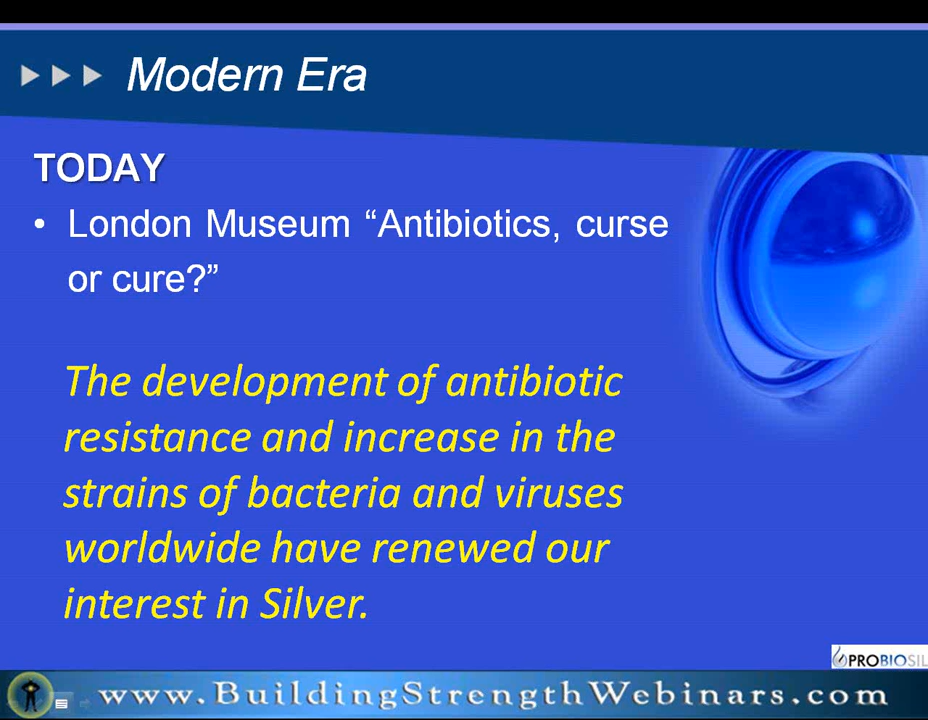 Modern Era
TODAY
• London Museum “Antibiotics, curse
or cure?”
The development of antibiotic
resistance and increase in the
strains of bacteria and viruses
worldwide have renewed our
interest in Silver.
PROBIOSIL
www.BuildingStrengthWebinars.com